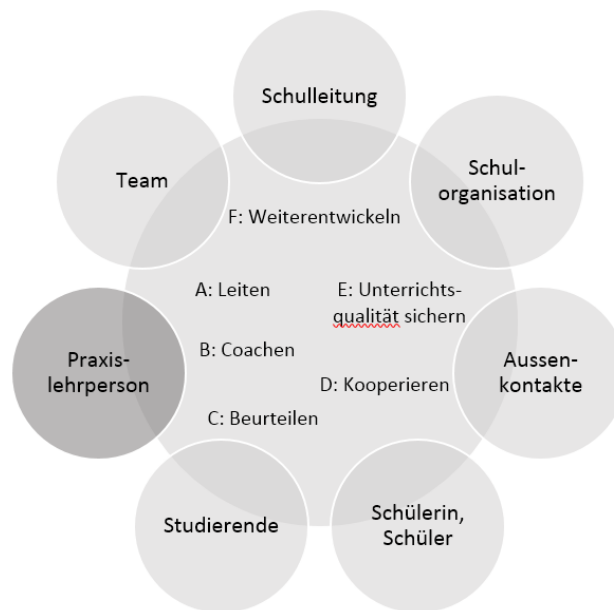 Schulleitung
Team
Schul-
organisation
F: Weiterentwickeln
A: Leiten
E: Unterrichts-
qualität sichern
B: Coachen
Praxis-
lehrperson
D: Kooperieren
Aussen-
kontakte
C: Beurteilen
Studierende
Schülerin,
Schüler